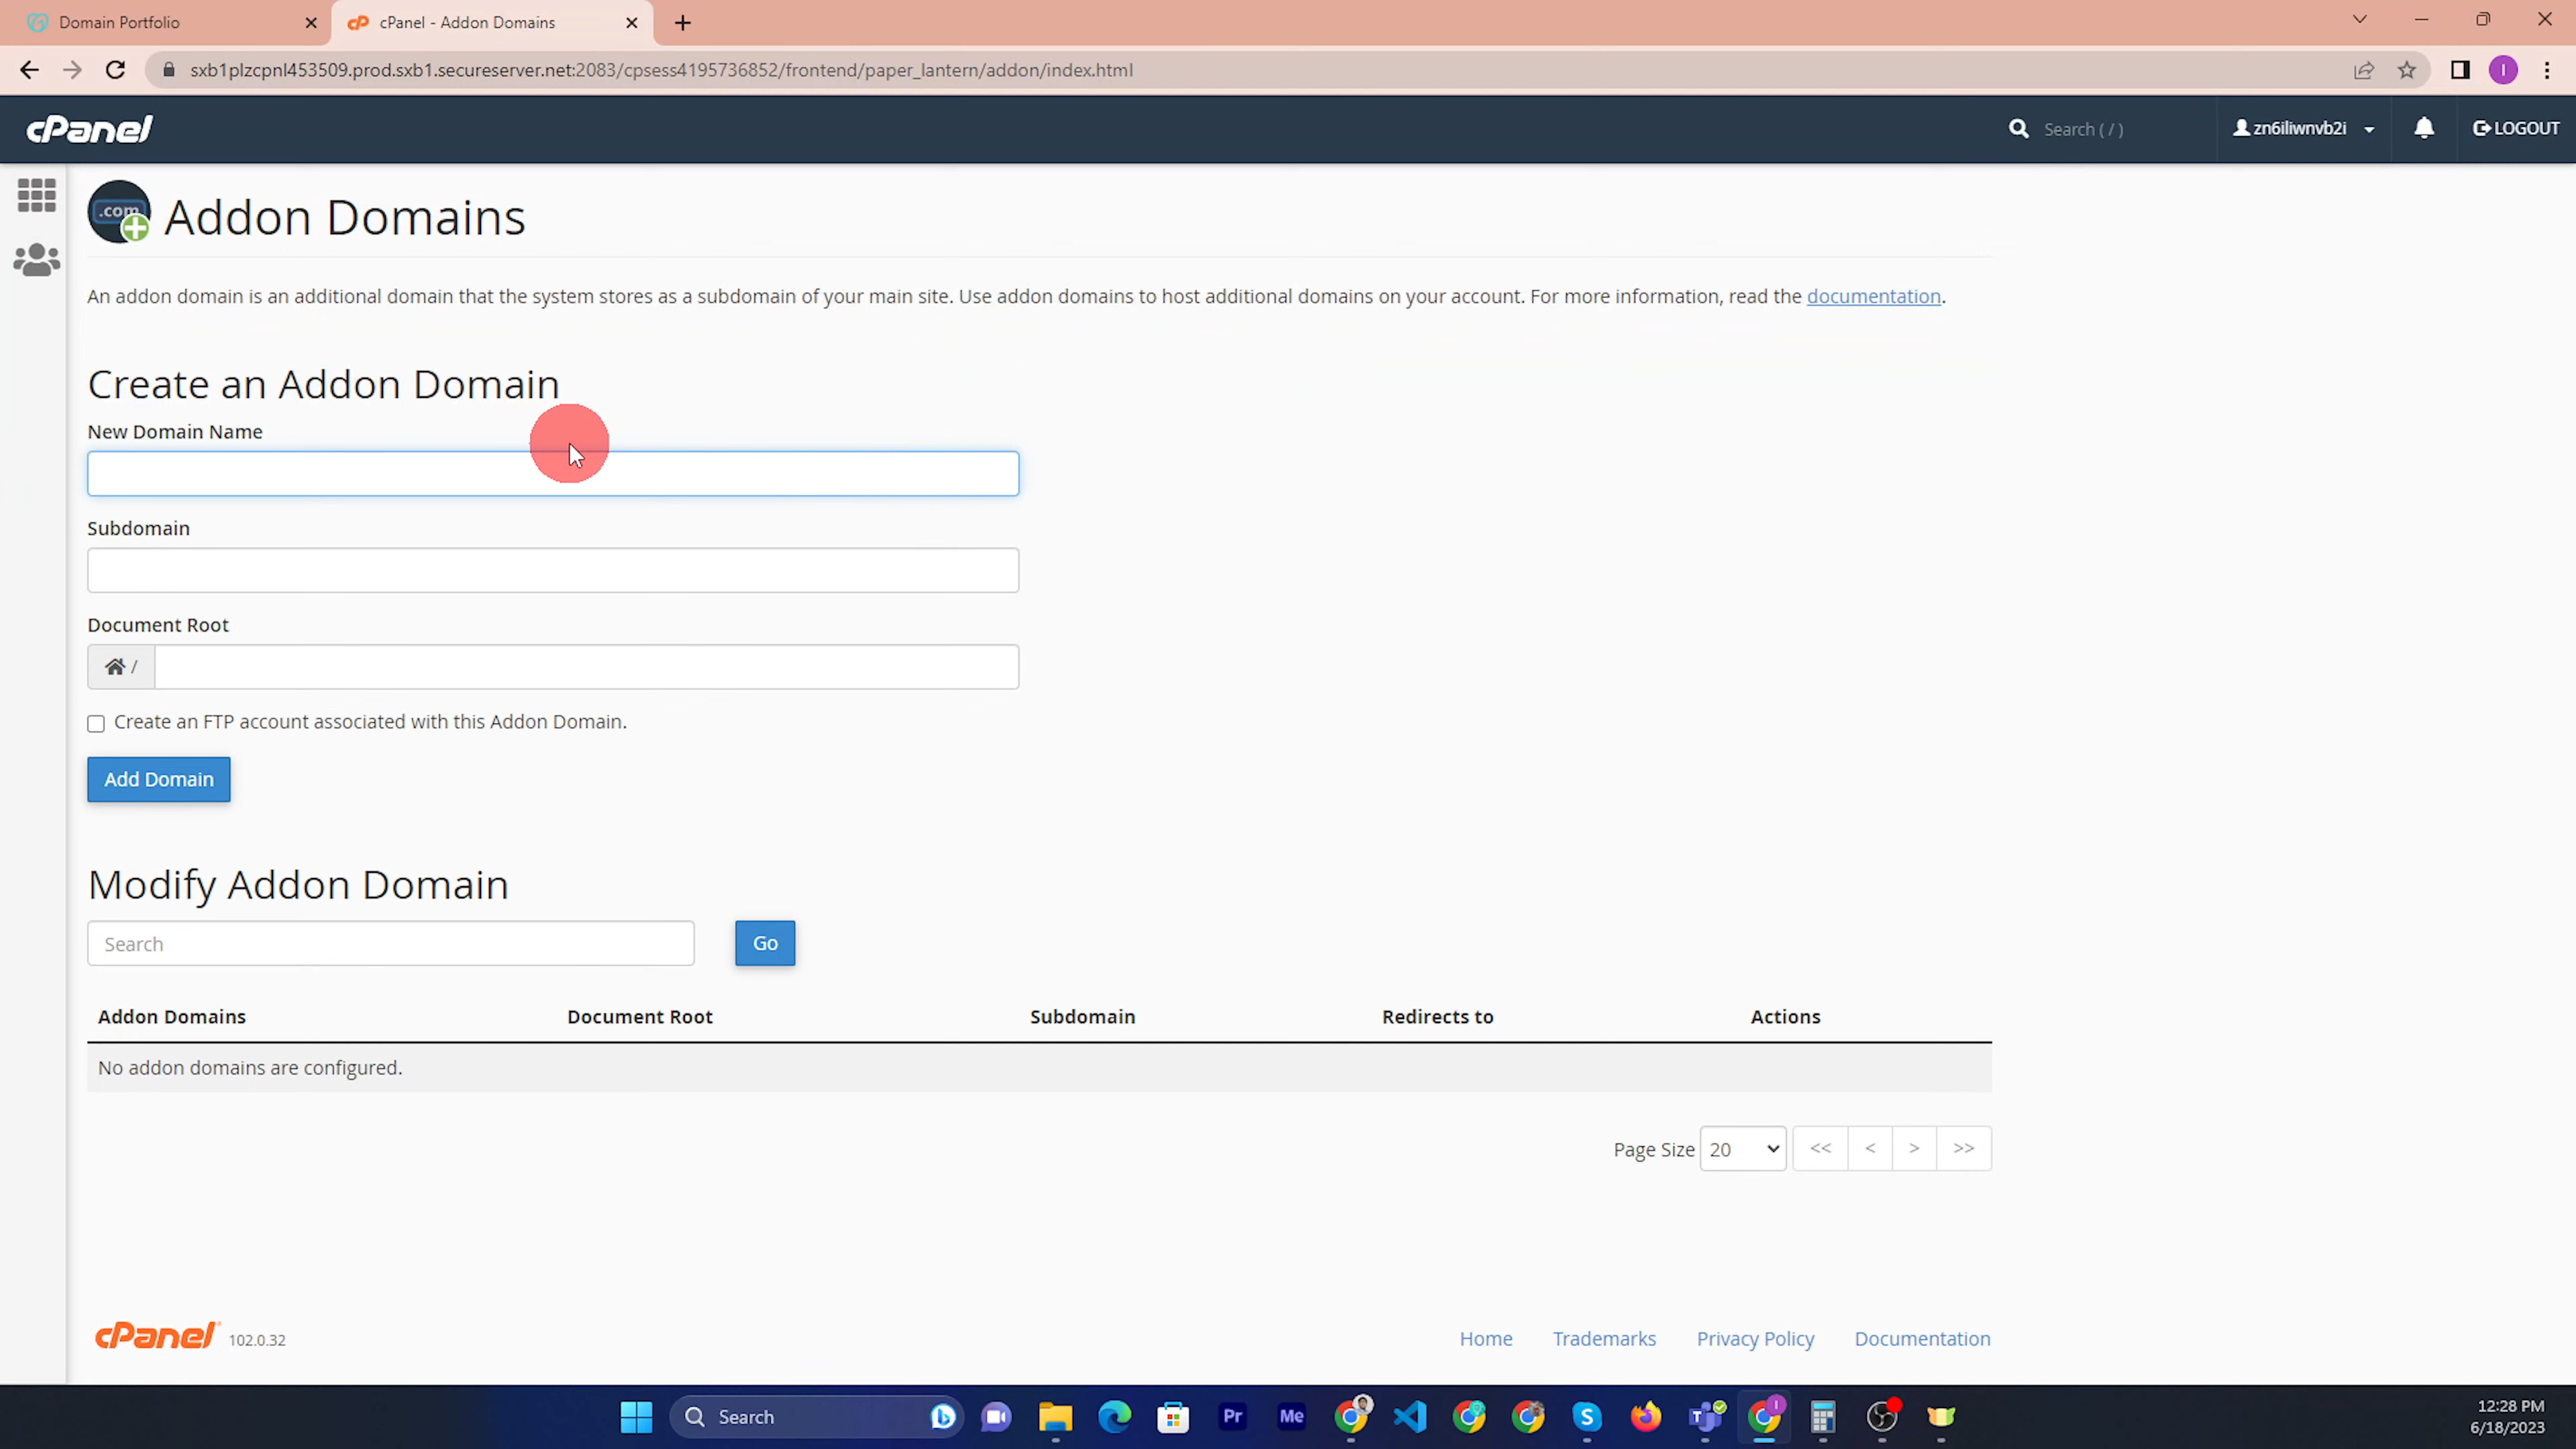 Domain Portfolio
cPanel - Addon Domains
sxb1plzcpnl453509.prod.sxb1.secureserver.net:2083/cpsess4195736852/frontend/paper_lantern/addon/index.html
I
cPanel
Search ( / )
zn6iliwnvb2i
LOGOUT
.com
Addon Domains
An addon domain is an additional domain that the system stores as a subdomain of your main site. Use addon domains to host additional domains on your account. For more information, read the documentation.
Create an Addon Domain
New Domain Name
Subdomain
Document Root
/
Create an FTP account associated with this Addon Domain.
Add Domain
Modify Addon Domain
Search
Go
Addon Domains Document Root Subdomain Redirects to Actions
No addon domains are configured.
Page Size 20 << < > >>
cPanel 102.0.32
Home Trademarks Privacy Policy Documentation
Search
Pr
Me
12:28 PM
6/18/2023